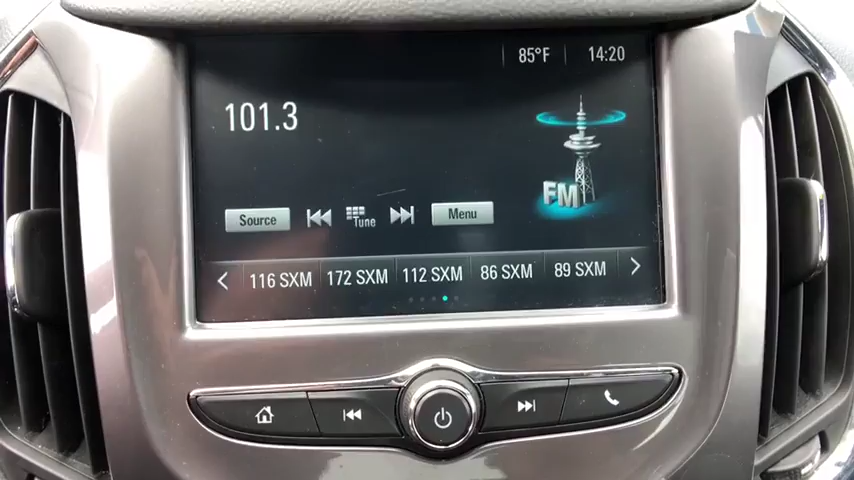 85°F 14:20
101.3
FM
Source Tune Menu
116 SXM 172 SXM 112 SXM 86 SXM 89 SXM